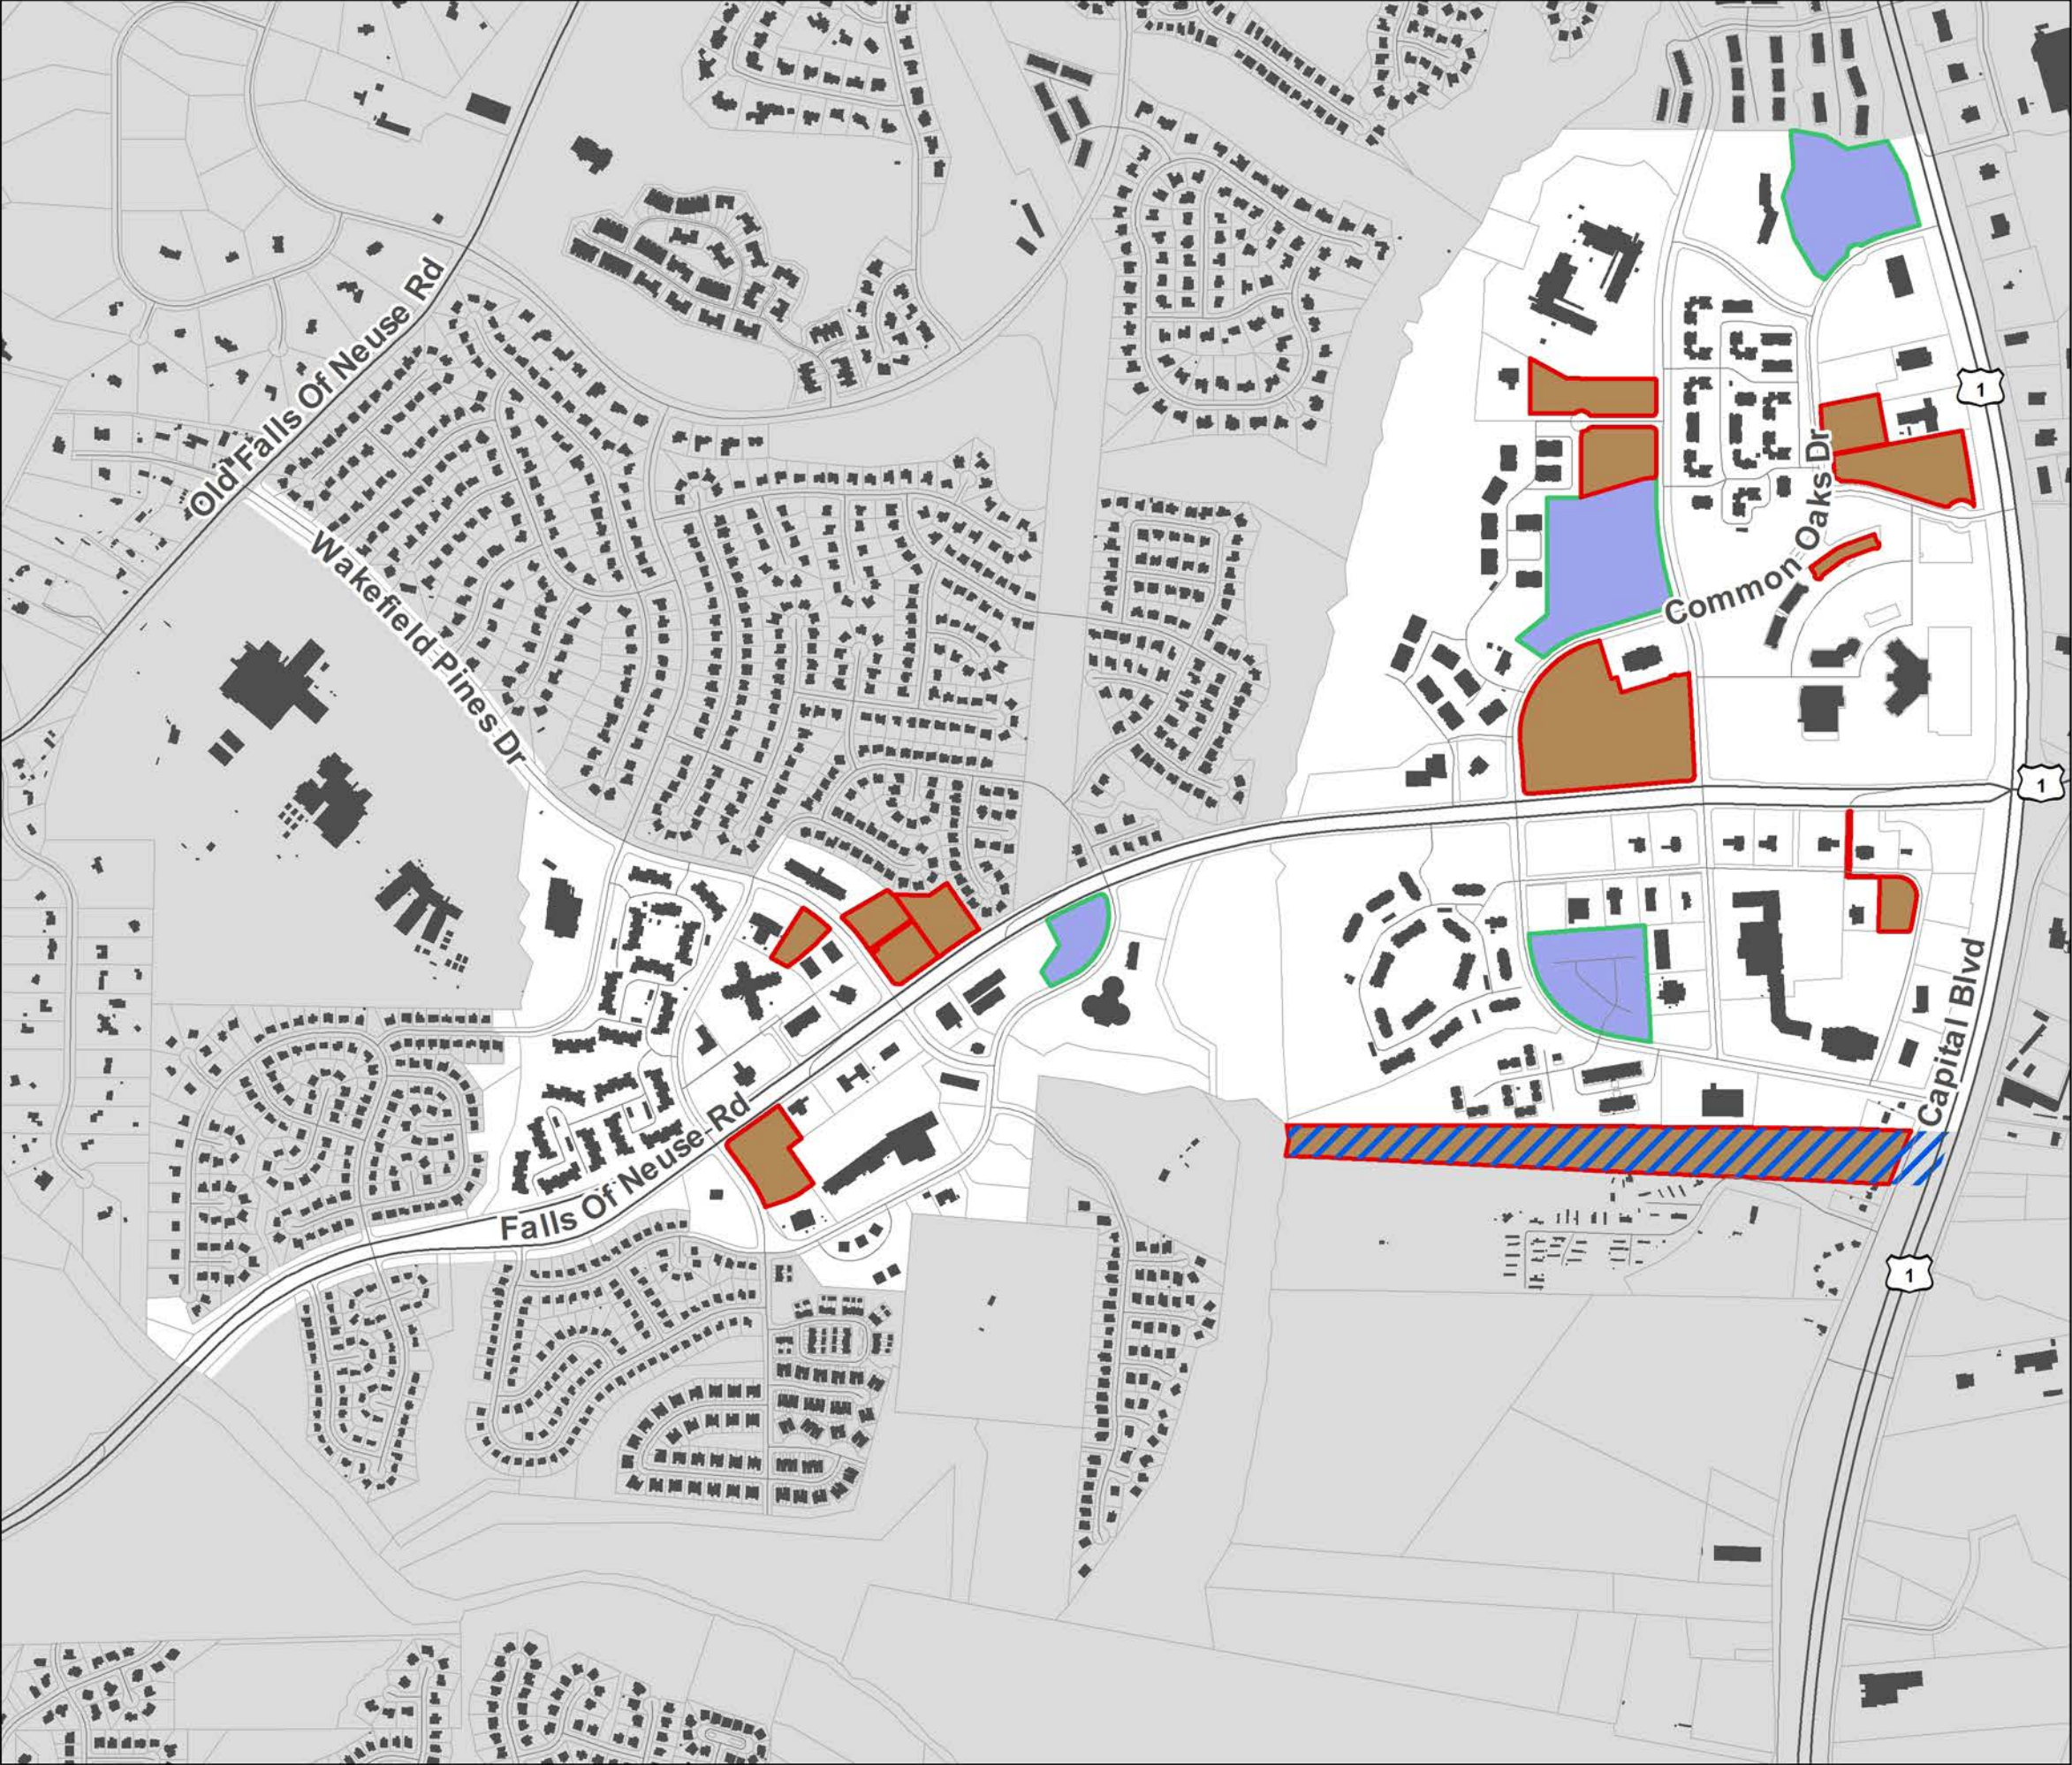 Old Falls Of Neuse Rd
1
Wakefield Pines Dr
Common Oaks Dr
1
Capital Blvd
Falls Of Neuse Rd
1